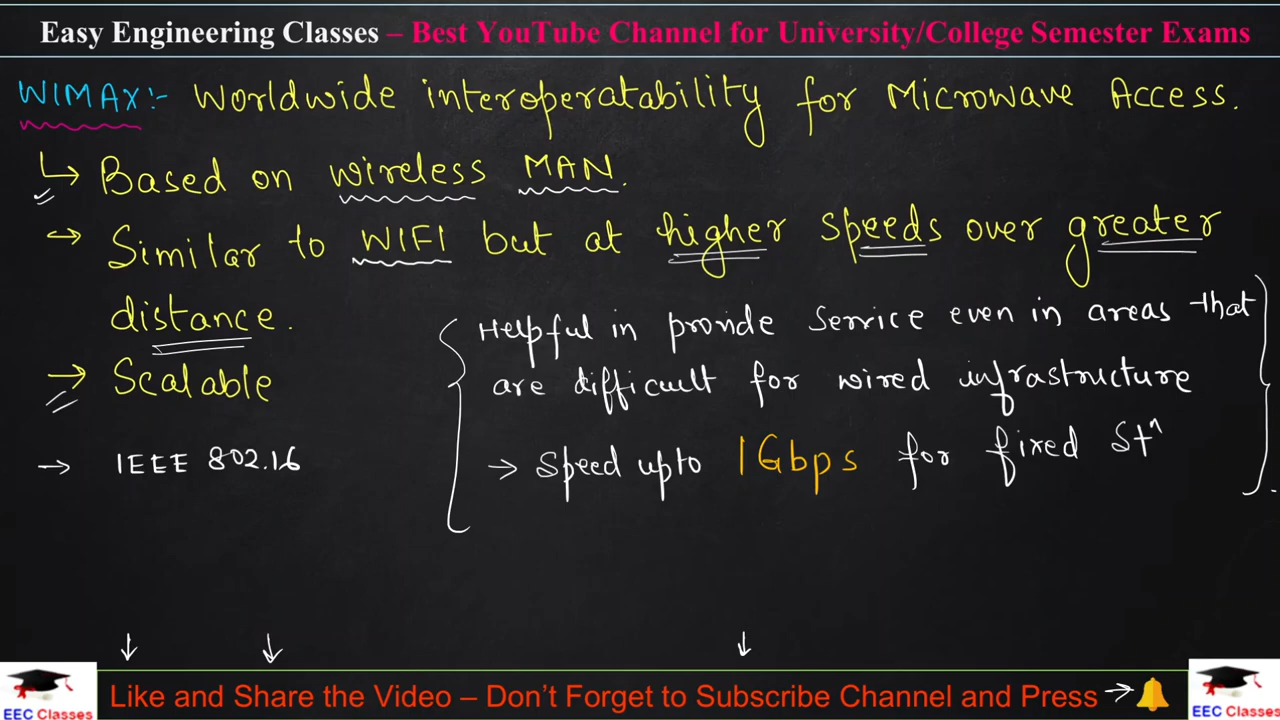 Easy Engineering Classes – Best YouTube Channel for University/College Semester Exams
WIMAX:- Worldwide interoperatability for Microwave Access.
↳ Based on wireless MAN.
→ Similar to WIFI but at higher speeds over greater
distance.
→ Scalable
→ IEEE 802.16
Helpful in provide Service even in areas that
are difficult for wired infrastructure
→ Speed upto 1Gbps for fixed Stⁿ
Like and Share the Video – Don't Forget to Subscribe Channel and Press →
EEC Classes
EEC Classes